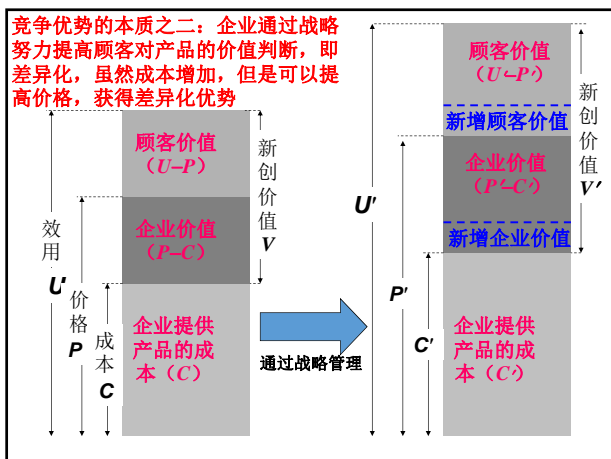 竞争优势的本质之二：企业通过战略
努力提高顾客对产品的价值判断，即
差异化，虽然成本增加，但是可以提
高价格，获得差异化优势
顾客价值
（U–P）
企业价值
（P–C）
企业提供
产品的成
本（C）
效用
U
价格
P
成本
C
新创价值
V
通过战略管理
顾客价值
（U′–P′）
新增顾客价值
企业价值
（P′–C′）
新增企业价值
企业提供
产品的成
本（C′）
U′
P′
C′
新创价值
V′